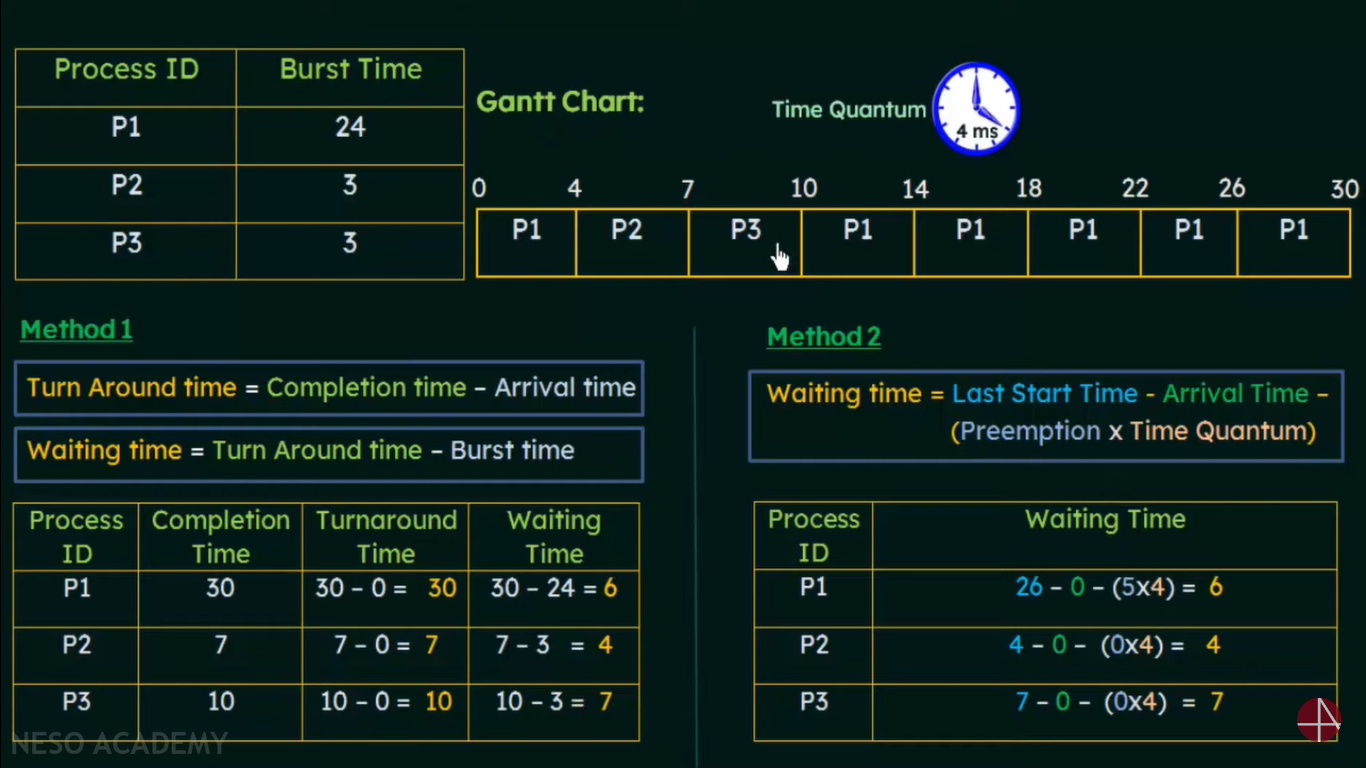 Process ID Burst Time
P1 24
P2 3
P3 3
Gantt Chart:
Time Quantum 4 ms
0 4 7 10 14 18 22 26 30
P1 P2 P3 P1 P1 P1 P1 P1
Method 1
Turn Around time = Completion time – Arrival time
Waiting time = Turn Around time – Burst time
Process ID Completion Time Turnaround Time Waiting Time
P1 30 30 – 0 = 30 30 – 24 = 6
P2 7 7 – 0 = 7 7 – 3 = 4
P3 10 10 – 0 = 10 10 – 3 = 7
Method 2
Waiting time = Last Start Time - Arrival Time –
(Preemption x Time Quantum)
Process ID Waiting Time
P1 26 – 0 – (5x4) = 6
P2 4 – 0 – (0x4) = 4
P3 7 – 0 – (0x4) = 7
NESO ACADEMY